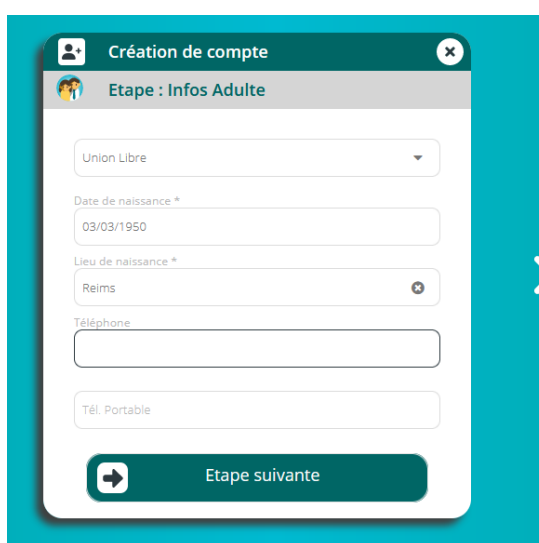 Création de compte
Etape : Infos Adulte
Union Libre
Date de naissance *
03/03/1950
Lieu de naissance *
Reims
Téléphone
Tél. Portable
Etape suivante